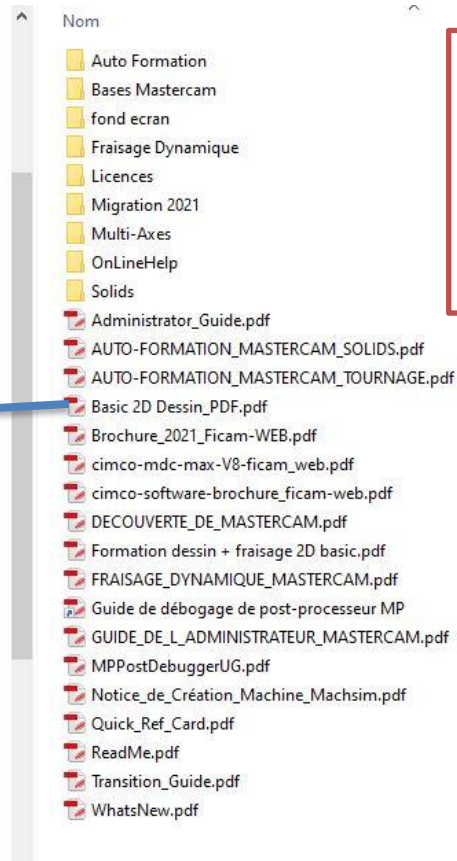 Nom
Auto Formation
Bases Mastercam
fond ecran
Fraisage Dynamique
Licences
Migration 2021
Multi-Axes
OnLineHelp
Solids
Administrator_Guide.pdf
AUTO-FORMATION_MASTERCAM_SOLIDS.pdf
AUTO-FORMATION_MASTERCAM_TOURNAGE.pdf
Basic 2D Dessin_PDF.pdf
Brochure_2021_Ficam-WEB.pdf
cimco-mdc-max-V8-ficam_web.pdf
cimco-software-brochure_ficam-web.pdf
DECOUVERTE_DE_MASTERCAM.pdf
Formation dessin + fraisage 2D basic.pdf
FRAISAGE_DYNAMIQUE_MASTERCAM.pdf
Guide de débogage de post-processeur MP
GUIDE_DE_L_ADMINISTRATEUR_MASTERCAM.pdf
MPPostDebuggerUG.pdf
Notice_de_Création_Machine_Machsim.pdf
Quick_Ref_Card.pdf
ReadMe.pdf
Transition_Guide.pdf
WhatsNew.pdf